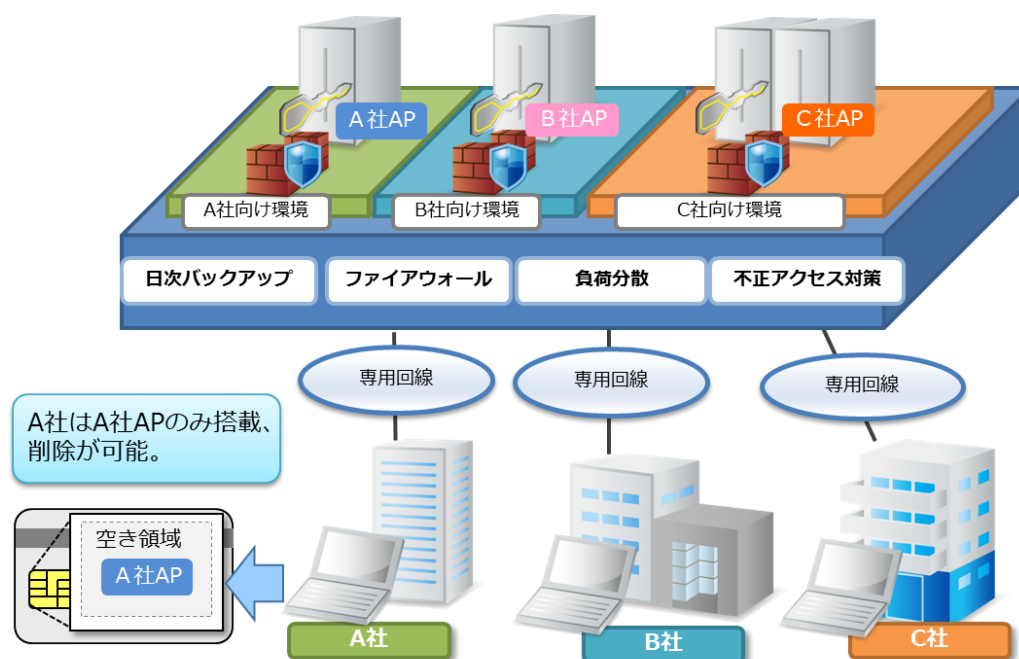 A社AP
B社AP
C社AP
A社向け環境
B社向け環境
C社向け環境
日次バックアップ
ファイアウォール
負荷分散
不正アクセス対策
専用回線
専用回線
専用回線
A社はA社APのみ搭載、
削除が可能。
空き領域
A社AP
A社
B社
C社